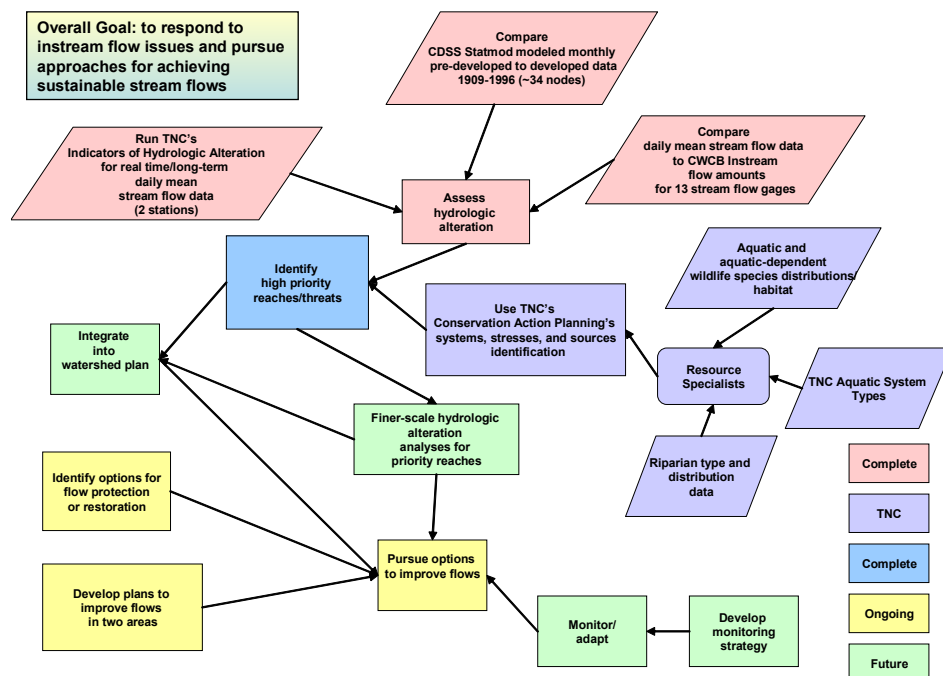 Overall Goal: to respond to
instream flow issues and pursue
approaches for achieving
sustainable stream flows
Compare
CDSS Statmod modeled monthly
pre-developed to developed data
1909-1996 (~34 nodes)
Run TNC's
Indicators of Hydrologic Alteration
for real time/long-term
daily mean
stream flow data
(2 stations)
Compare
daily mean stream flow data
to CWCB Instream
flow amounts
for 13 stream flow gages
Assess
hydrologic
alteration
Identify
high priority
reaches/threats
Aquatic and
aquatic-dependent
wildlife species distributions/
habitat
Use TNC's
Conservation Action Planning's
systems, stresses, and sources
identification
Integrate
into
watershed plan
Resource
Specialists
TNC Aquatic System
Types
Finer-scale hydrologic
alteration
analyses for
priority reaches
Riparian type and
distribution
data
Identify options for
flow protection
or restoration
Pursue options
to improve flows
Develop plans to
improve flows
in two areas
Monitor/
adapt
Develop
monitoring
strategy
Complete
TNC
Complete
Ongoing
Future